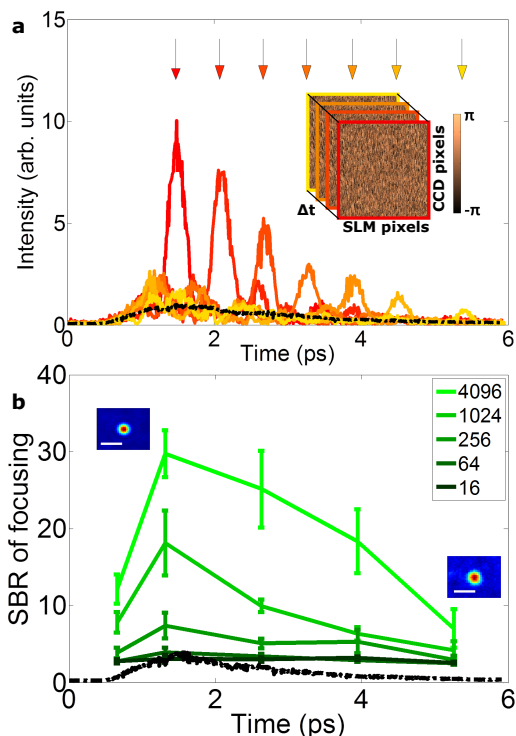 a
15
10
5
0
Intensity (arb. units)
π
-π
CCD pixels
Δt
SLM pixels
0
2
4
6
Time (ps)
b
40
30
20
10
0
SBR of focusing
4096
1024
256
64
16
0
2
4
6
Time (ps)